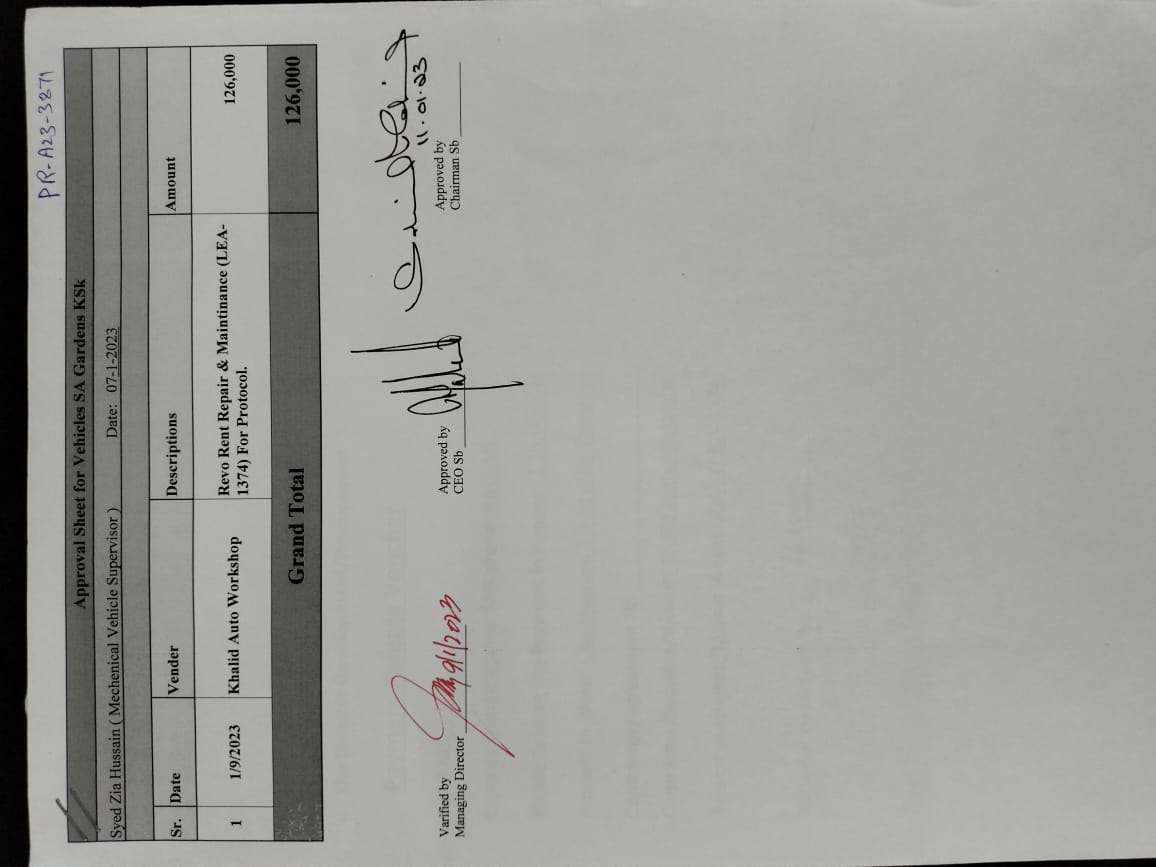 PR-A23-3871
Approval Sheet for Vehicles SA Gardens KSk
Syed Zia Hussain ( Mechenical Vehicle Supervisor ) Date: 07-1-2023
Sr. Date Vender Descriptions Amount
1 1/9/2023 Khalid Auto Workshop Revo Rent Repair & Maintinance (LEA-
1374) For Protocol. 126,000
Grand Total 126,000
9/1/2023
11.01.23
Varified by
Managing Director
Approved by
CEO Sb
Approved by
Chairman Sb